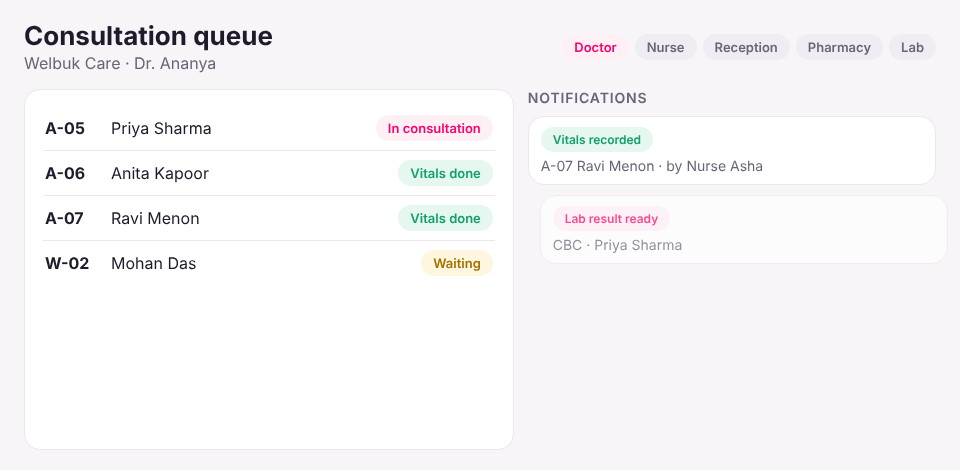 Consultation queue
Welbuk Care · Dr. Ananya
Doctor Nurse Reception Pharmacy Lab
A-05 Priya Sharma In consultation
A-06 Anita Kapoor Vitals done
A-07 Ravi Menon Vitals done
W-02 Mohan Das Waiting
NOTIFICATIONS
Vitals recorded
A-07 Ravi Menon · by Nurse Asha
Lab result ready
CBC · Priya Sharma